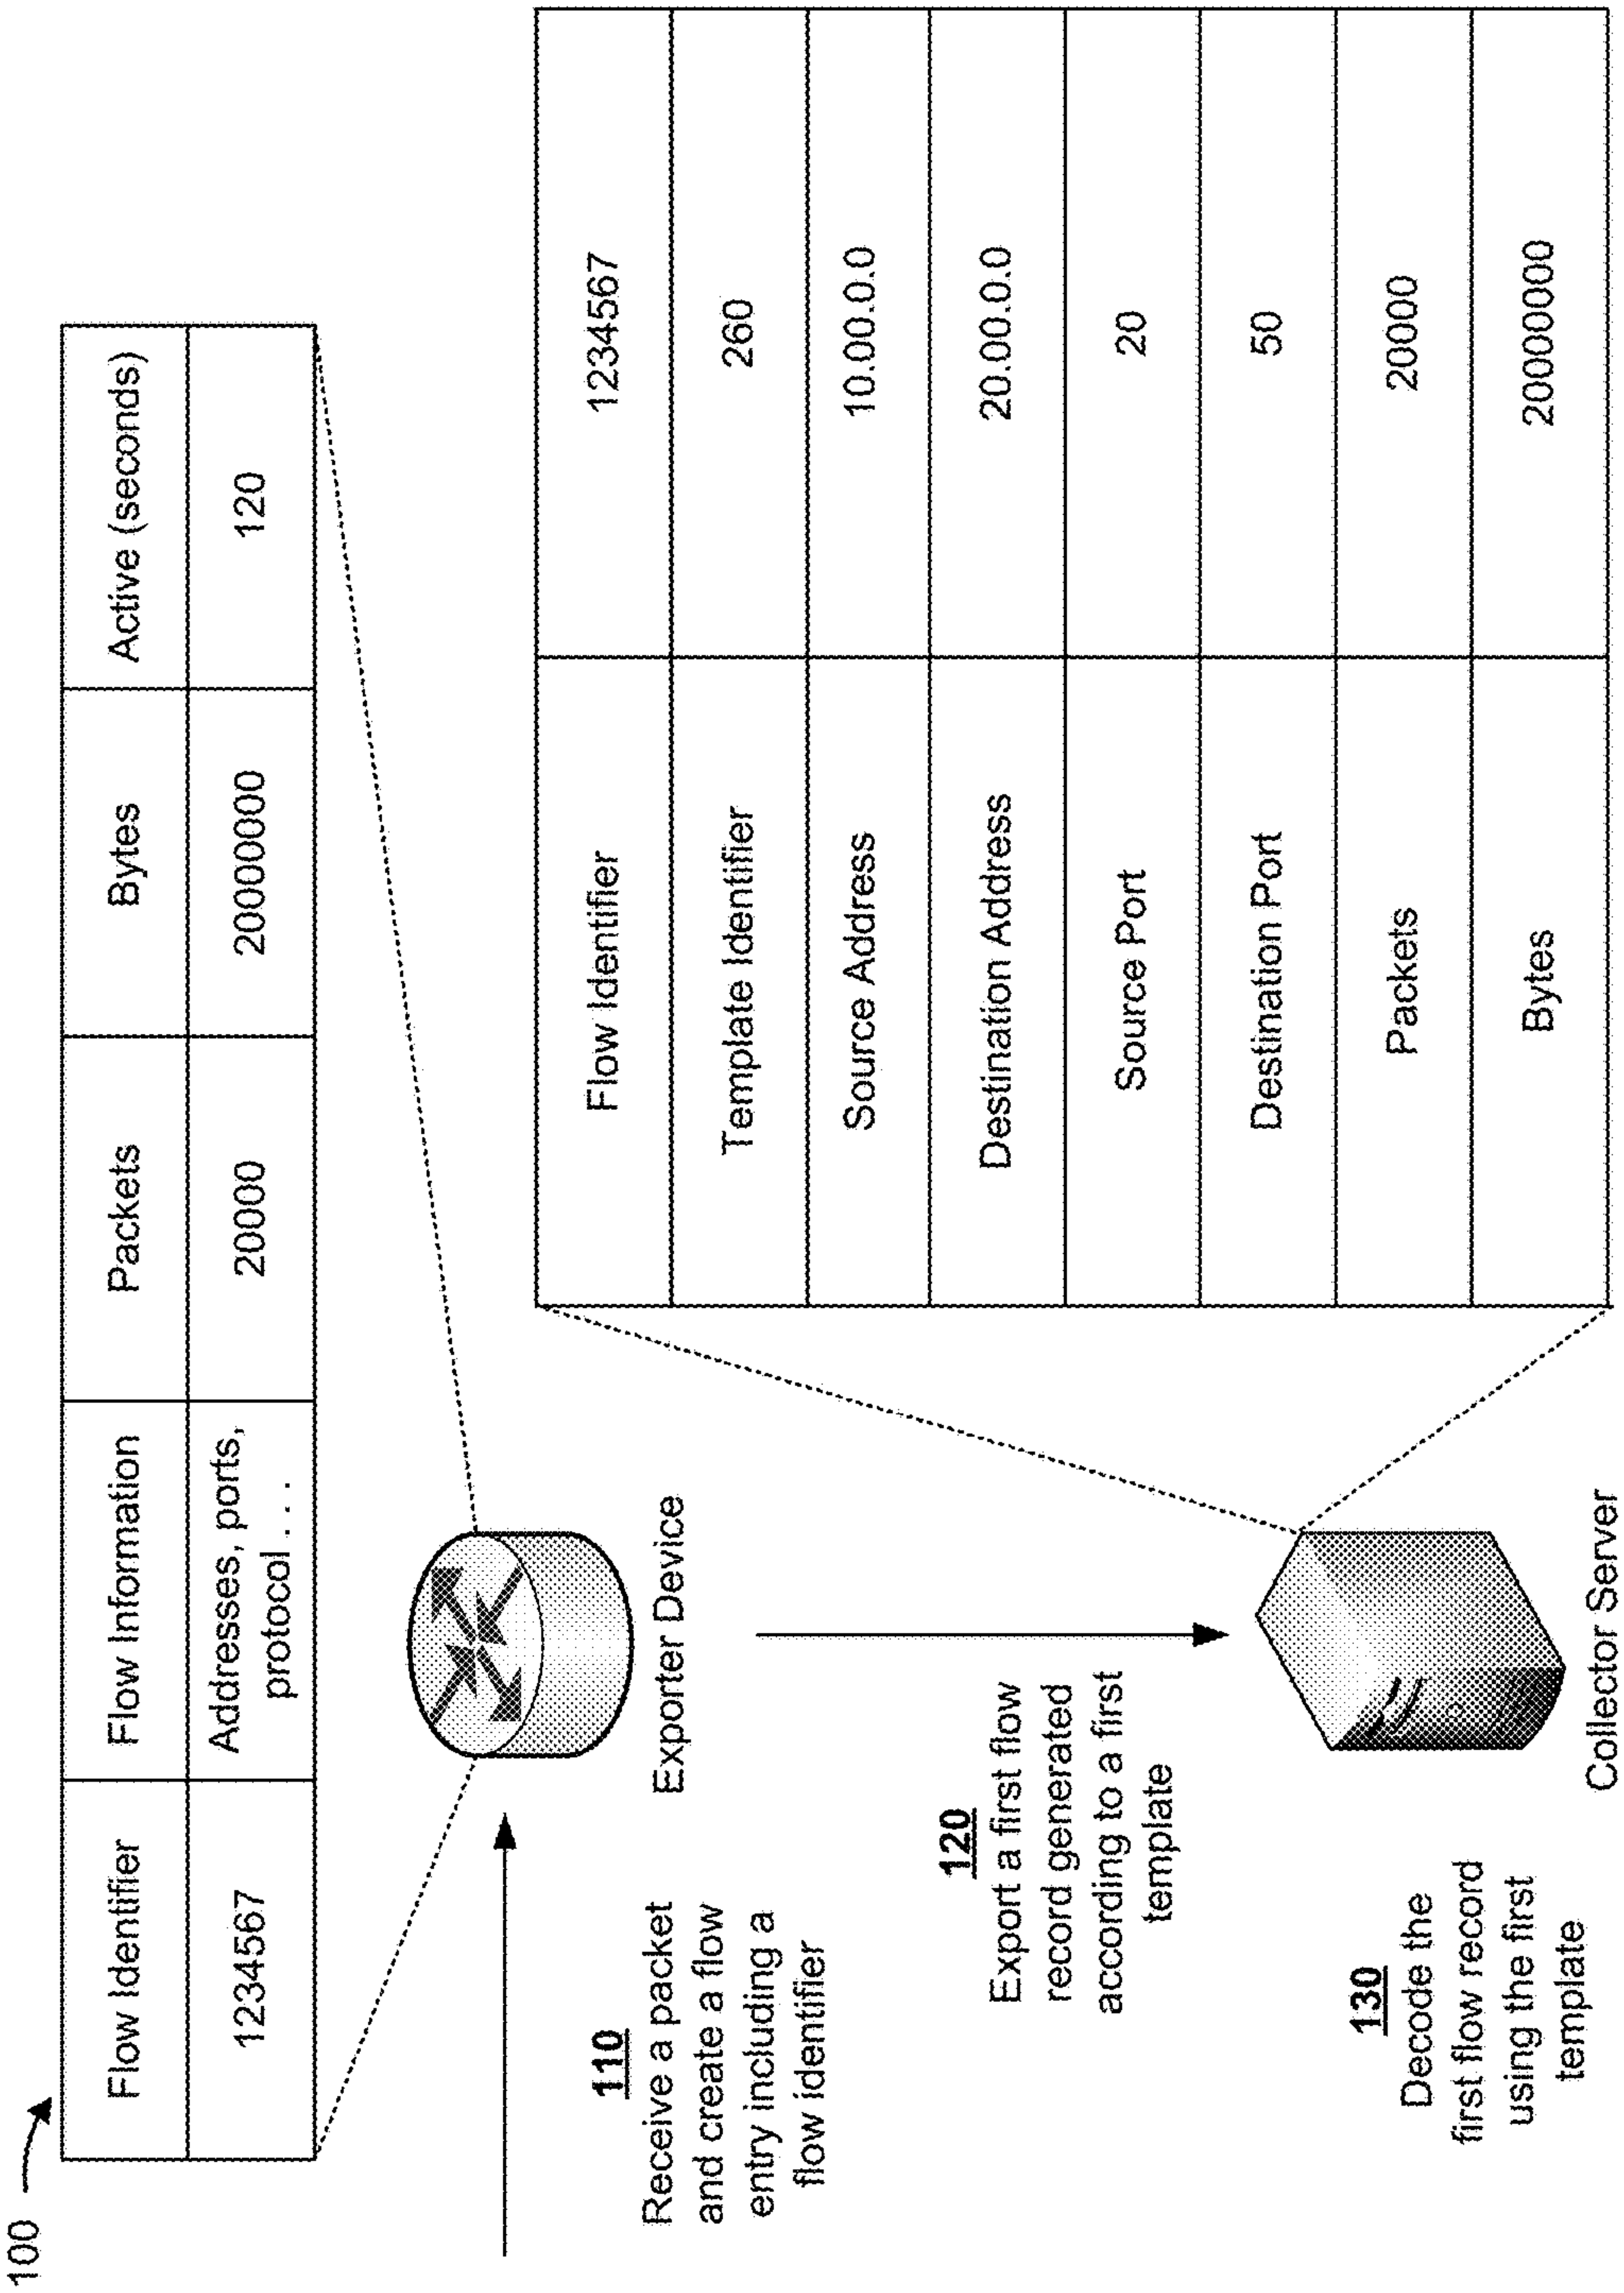 100
Flow Identifier
Flow Information
Packets
Bytes
Active (seconds)
1234567
Addresses, ports,
protocol . . .
20000
20000000
120
Exporter Device
110
Receive a packet
and create a flow
entry including a
flow identifier
120
Export a first flow
record generated
according to a first
template
130
Decode the
first flow record
using the first
template
Collector Server
Flow Identifier
1234567
Template Identifier
260
Source Address
10.00.0.0
Destination Address
20.00.0.0
Source Port
20
Destination Port
50
Packets
20000
Bytes
20000000